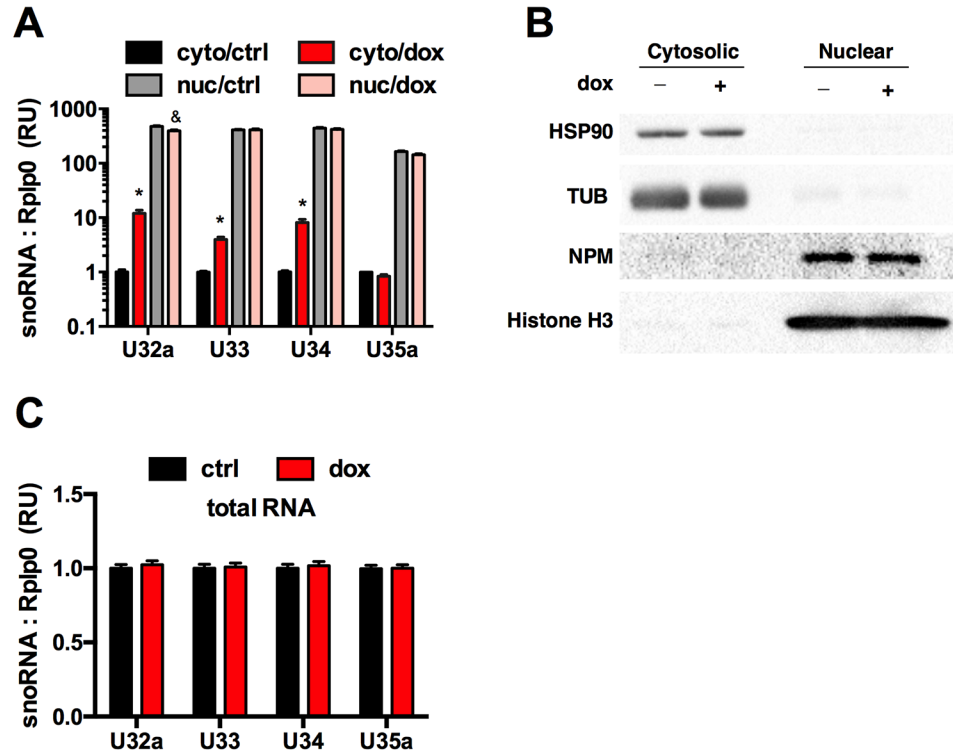 A
cyto/ctrl cyto/dox
nuc/ctrl nuc/dox
snoRNA : Rplp0 (RU)
1000
100
10
1
0.1
&
* * *
U32a U33 U34 U35a
B
Cytosolic Nuclear
dox − + − +
HSP90
TUB
NPM
Histone H3
C
ctrl dox
total RNA
snoRNA : Rplp0 (RU)
1.5
1.0
0.5
0.0
U32a U33 U34 U35a